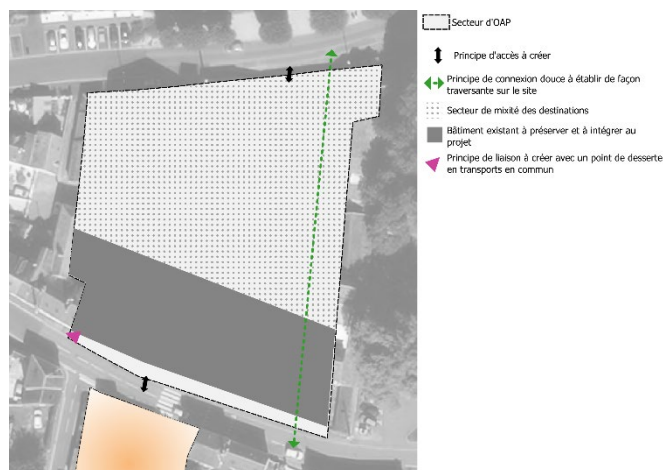 Secteur d'OAP
Principe d'accès à créer
Principe de connexion douce à établir de façon
traversante sur le site
Secteur de mixité des destinations
Bâtiment existant à préserver et à intégrer au
projet
Principe de liaison à créer avec un point de desserte
en transports en commun